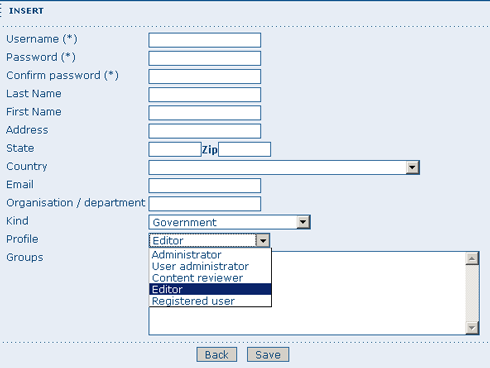 INSERT
Username (*)
Password (*)
Confirm password (*)
Last Name
First Name
Address
State Zip
Country
Email
Organisation / department
Kind Government
Profile Editor
Groups
Administrator
User administrator
Content reviewer
Editor
Registered user
Back Save